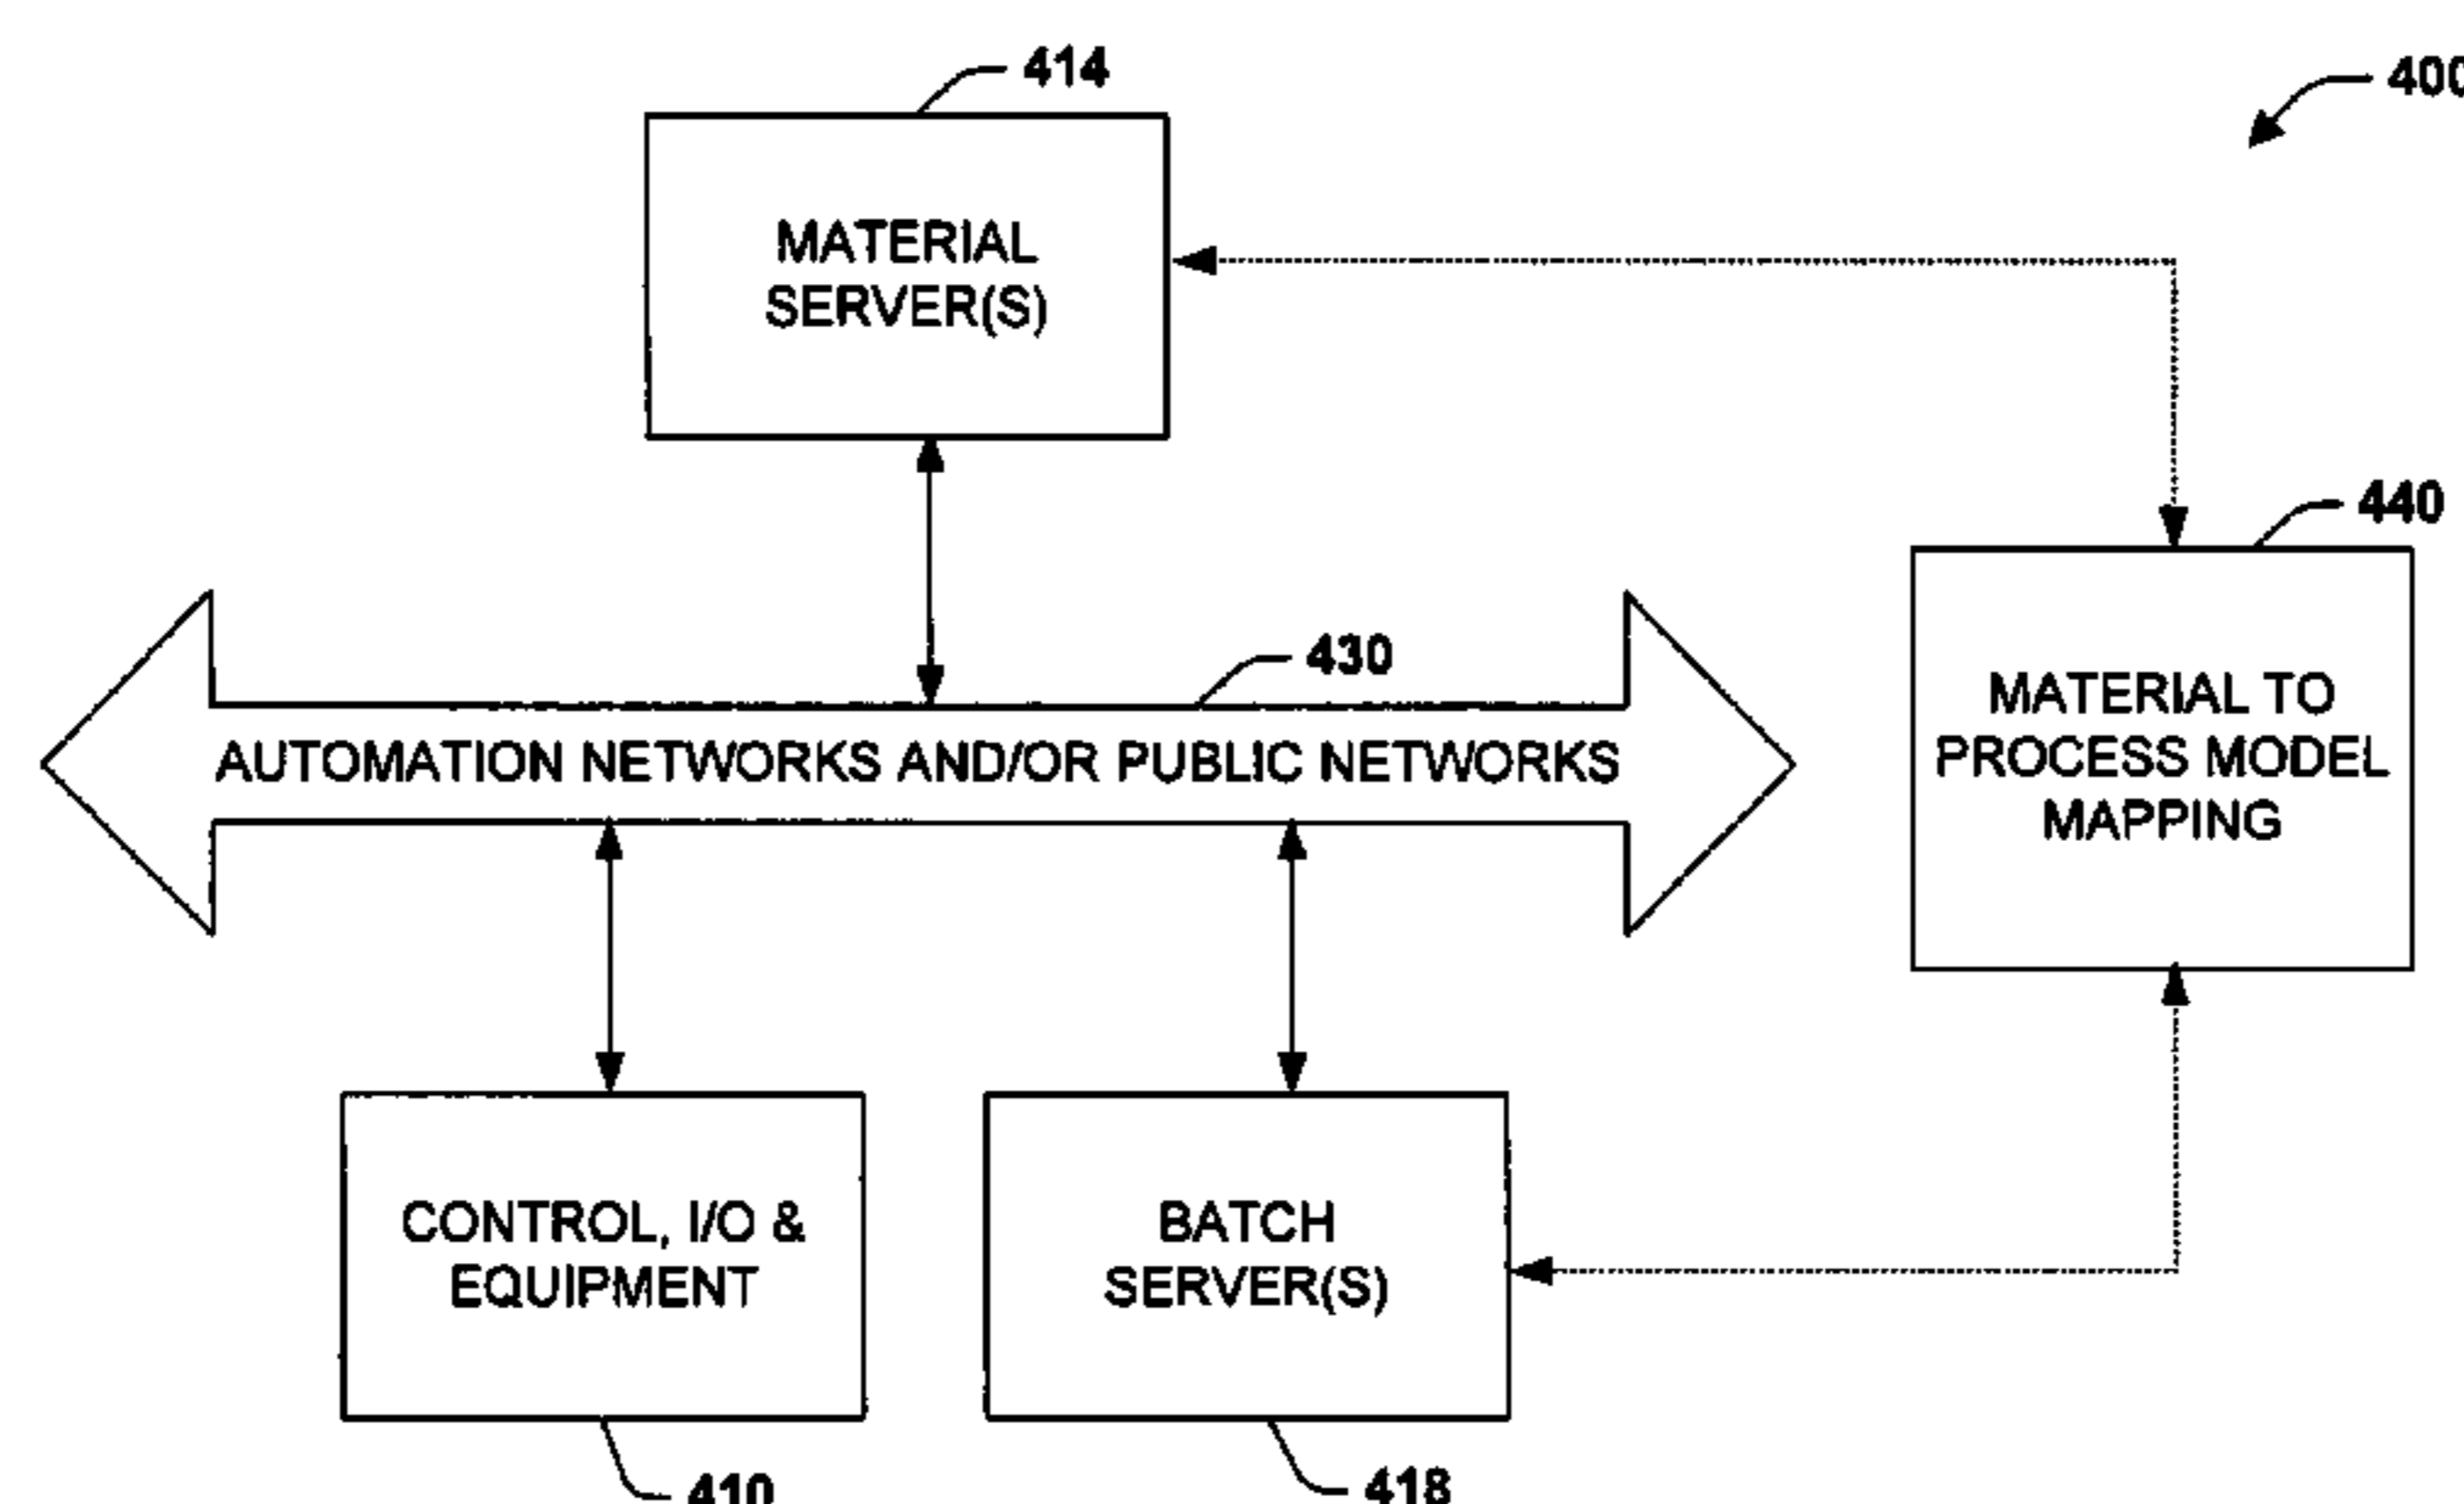 414
400
MATERIAL
SERVER(S)
440
430
MATERIAL TO
PROCESS MODEL
MAPPING
AUTOMATION NETWORKS AND/OR PUBLIC NETWORKS
CONTROL, I/O &
EQUIPMENT
BATCH
SERVER(S)
410
418